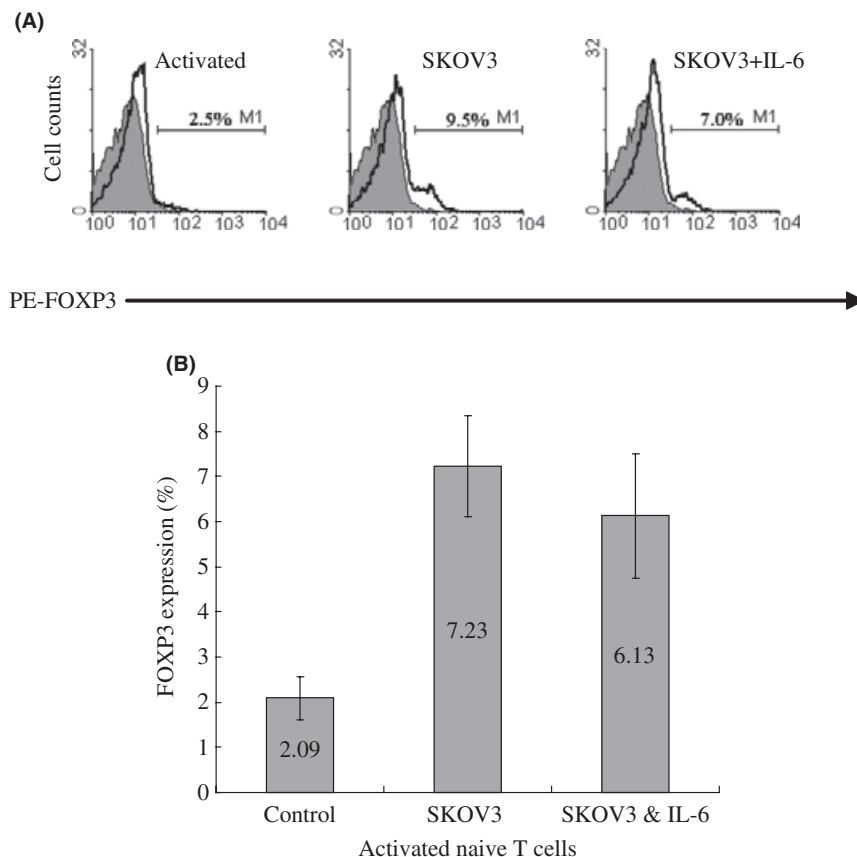 (A)
Activated
SKOV3
SKOV3+IL-6
Cell counts
32
0
2.5% M1
10⁰ 10¹ 10² 10³ 10⁴
32
0
9.5% M1
10⁰ 10¹ 10² 10³ 10⁴
32
0
7.0% M1
10⁰ 10¹ 10² 10³ 10⁴
PE-FOXP3
(B)
FOXP3 expression (%)
9
8
7
6
5
4
3
2
1
0
2.09
7.23
6.13
Control
SKOV3
SKOV3 & IL-6
Activated naive T cells